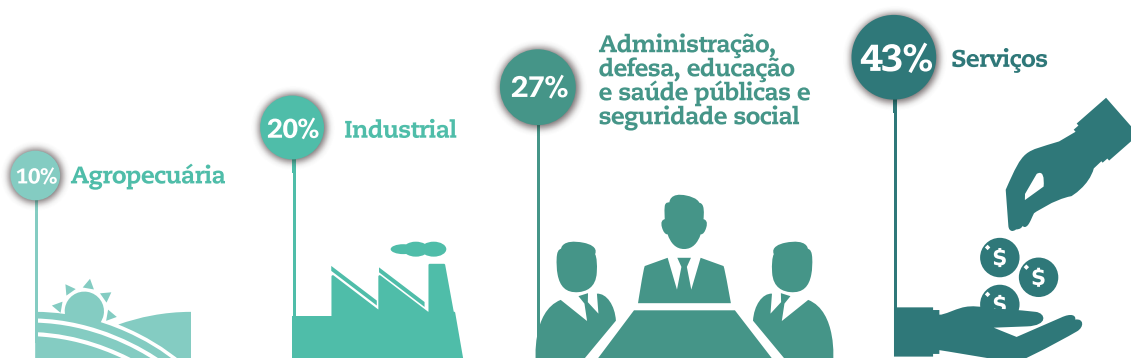 10% Agropecuária
20% Industrial
27%
Administração,
defesa, educação
e saúde públicas e
seguridade social
43% Serviços
$
$
$